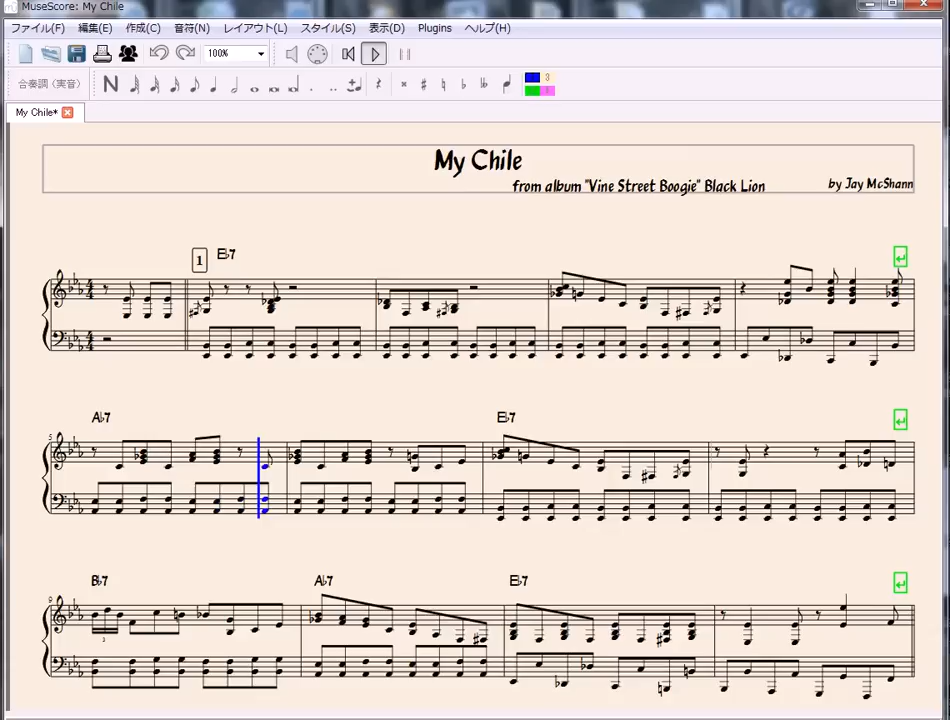 MuseScore: My Chile
ファイル(F) 編集(E) 作成(C) 音符(N) レイアウト(L) スタイル(S) 表示(D) Plugins ヘルプ(H)
100%
合奏調（実音） N 3
My Chile*
My Chile
from album "Vine Street Boogie" Black Lion
by Jay McShann
1 E♭7
5 A♭7 E♭7
9 B♭7 A♭7 E♭7
3